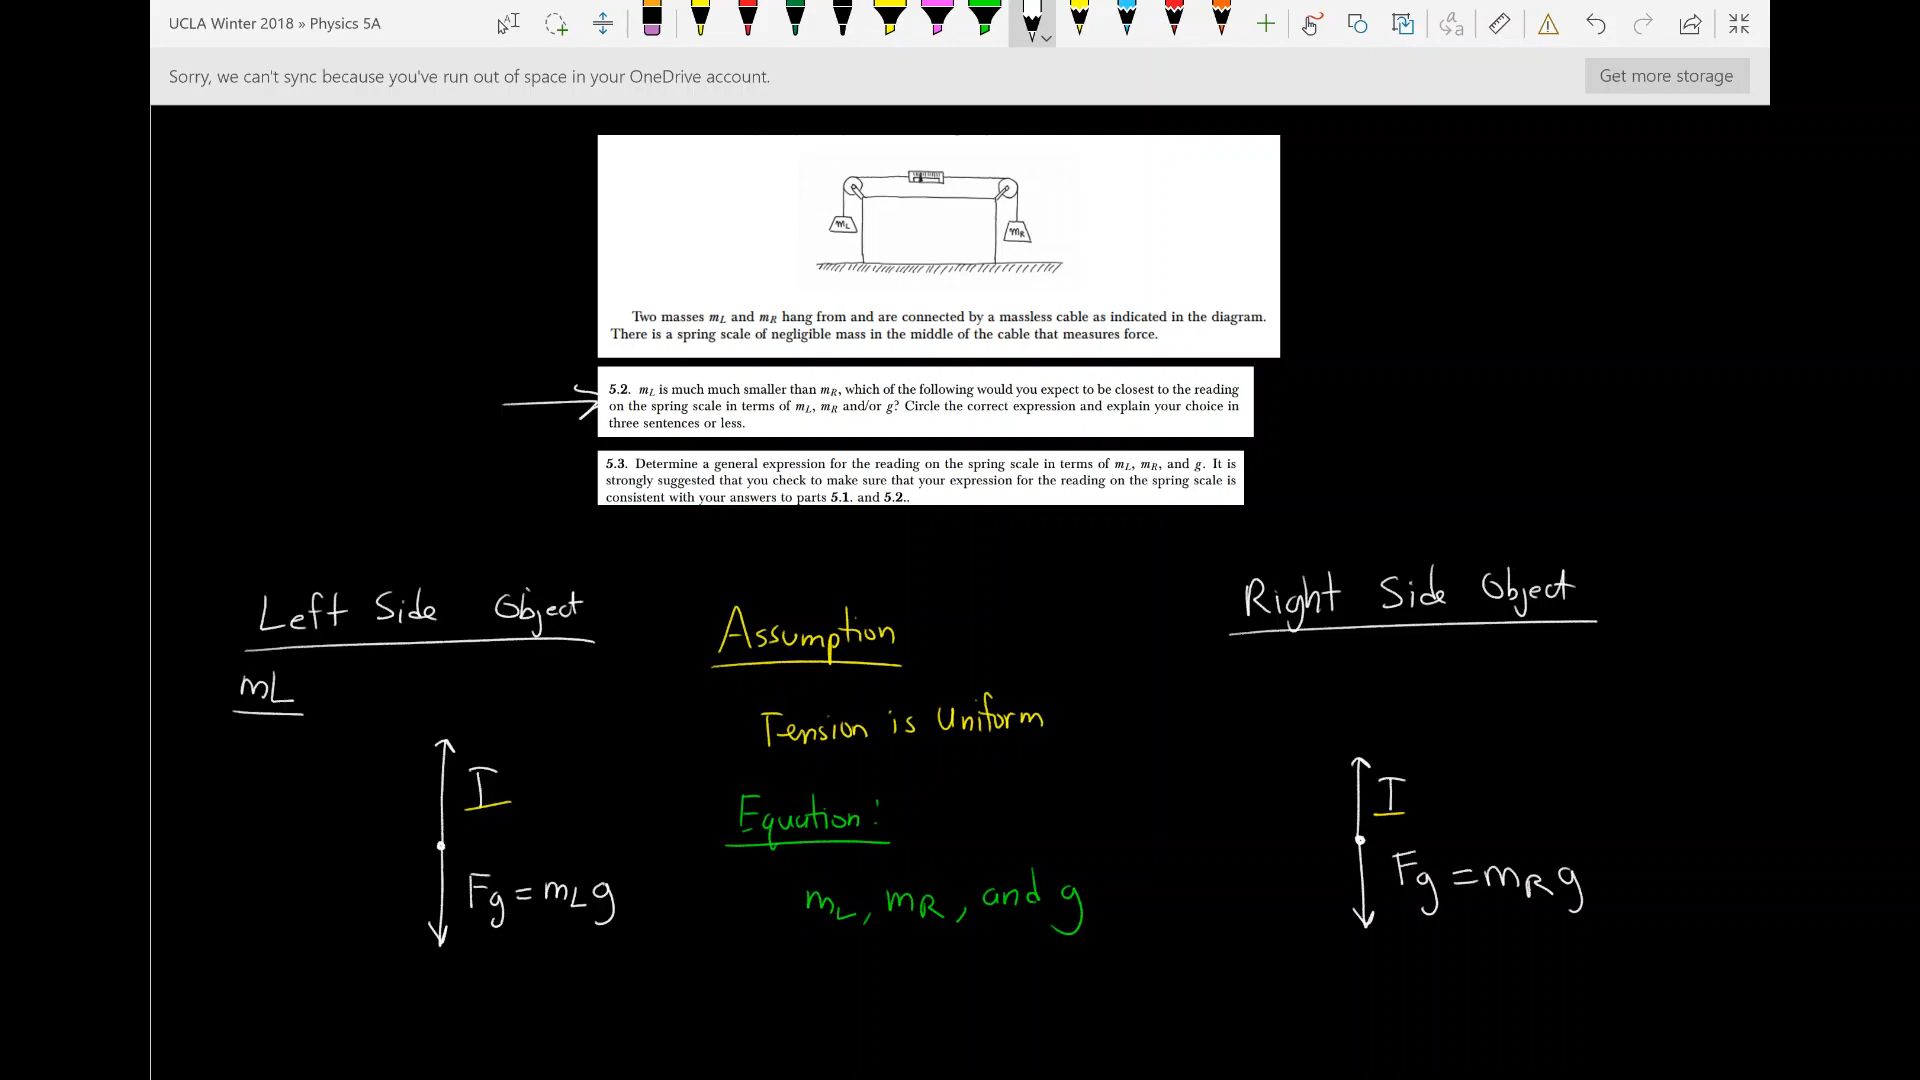 UCLA Winter 2018 » Physics 5A
Sorry, we can't sync because you've run out of space in your OneDrive account.
Get more storage
mL
mR
Two masses mL and mR hang from and are connected by a massless cable as indicated in the diagram.
There is a spring scale of negligible mass in the middle of the cable that measures force.
5.2. mL is much much smaller than mR, which of the following would you expect to be closest to the reading
on the spring scale in terms of mL, mR and/or g? Circle the correct expression and explain your choice in
three sentences or less.
5.3. Determine a general expression for the reading on the spring scale in terms of mL, mR, and g. It is
strongly suggested that you check to make sure that your expression for the reading on the spring scale is
consistent with your answers to parts 5.1. and 5.2..
Left Side Object
mL
T
Fg = mLg
Assumption
Tension is Uniform
Equation:
mL, mR, and g
Right Side Object
T
Fg = mRg